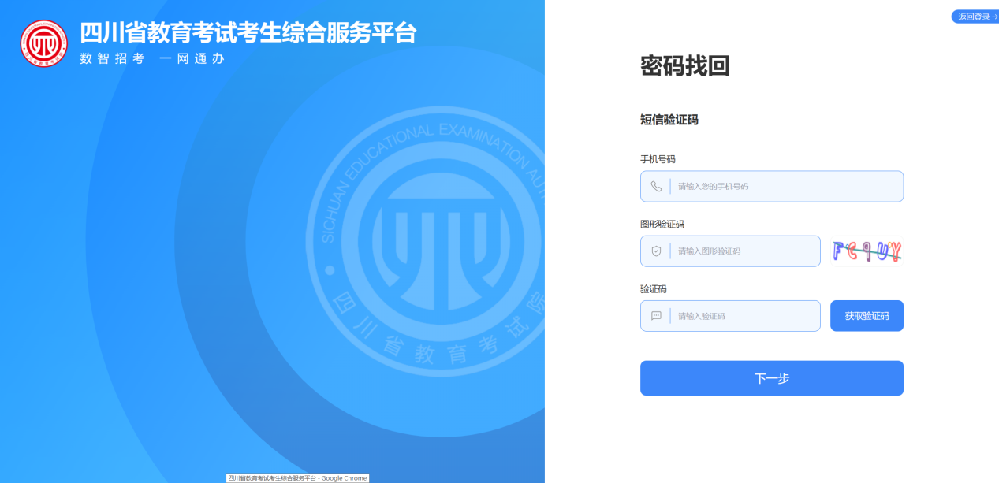 四川省教育考试考生综合服务平台
数智招考 一网通办
返回登录→
密码找回
短信验证码
手机号码
请输入您的手机号码
图形验证码
请输入图形验证码
FC9UY
验证码
请输入验证码
获取验证码
下一步
SICHUAN EDUCATIONAL EXAMINATION AUT
四川省教育考试院
四川省教育考试考生综合服务平台 - Google Chrome